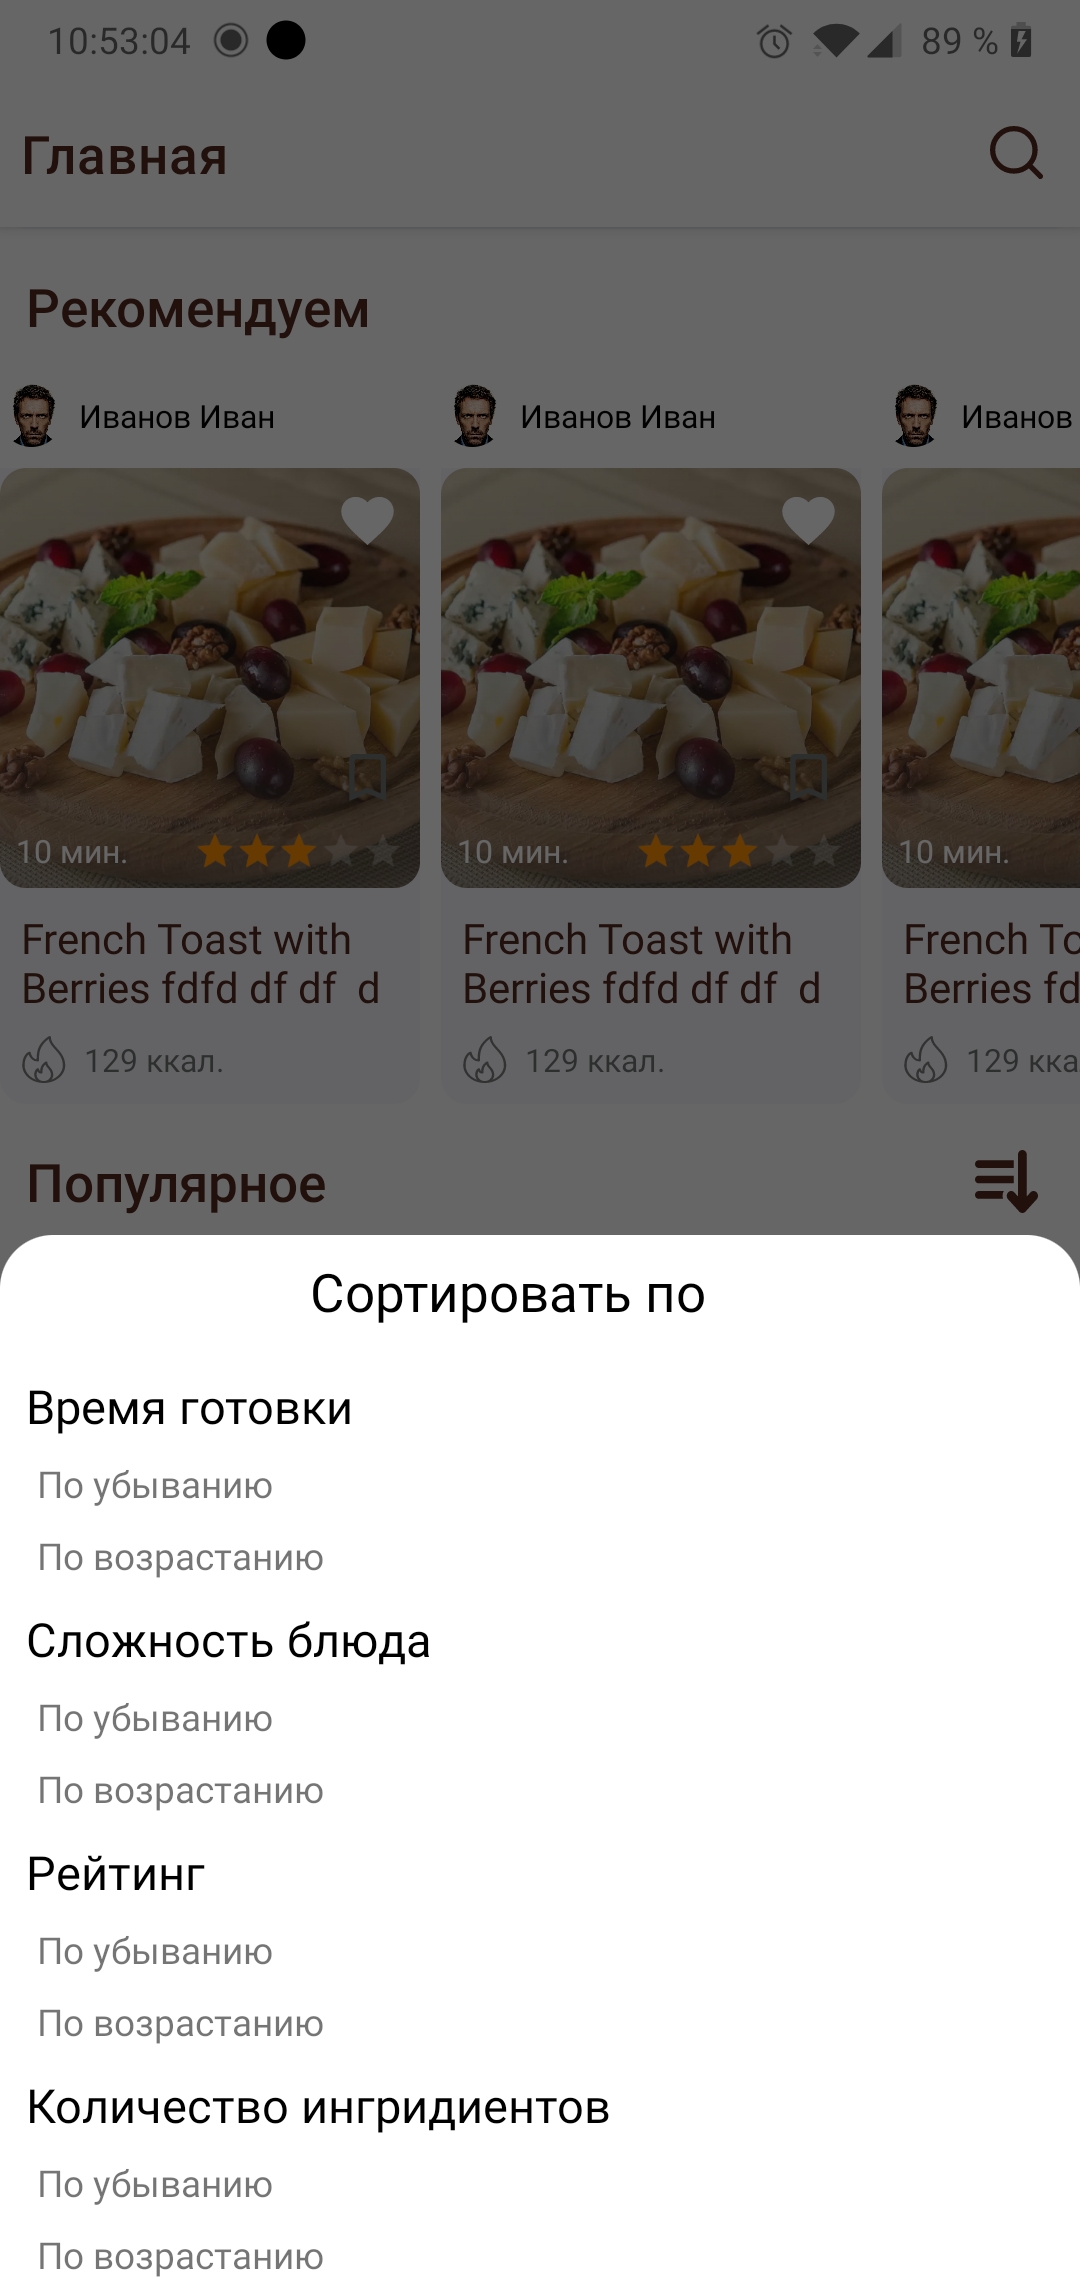 10:53:04 89 %
Главная
Рекомендуем
Иванов Иван Иванов Иван Иванов
10 мин. 10 мин. 10 мин.
French Toast with French Toast with French To
Berries fdfd df df d Berries fdfd df df d Berries fd
129 ккал. 129 ккал. 129 кка
Популярное
Сортировать по
Время готовки
По убыванию
По возрастанию
Сложность блюда
По убыванию
По возрастанию
Рейтинг
По убыванию
По возрастанию
Количество ингридиентов
По убыванию
По возрастанию